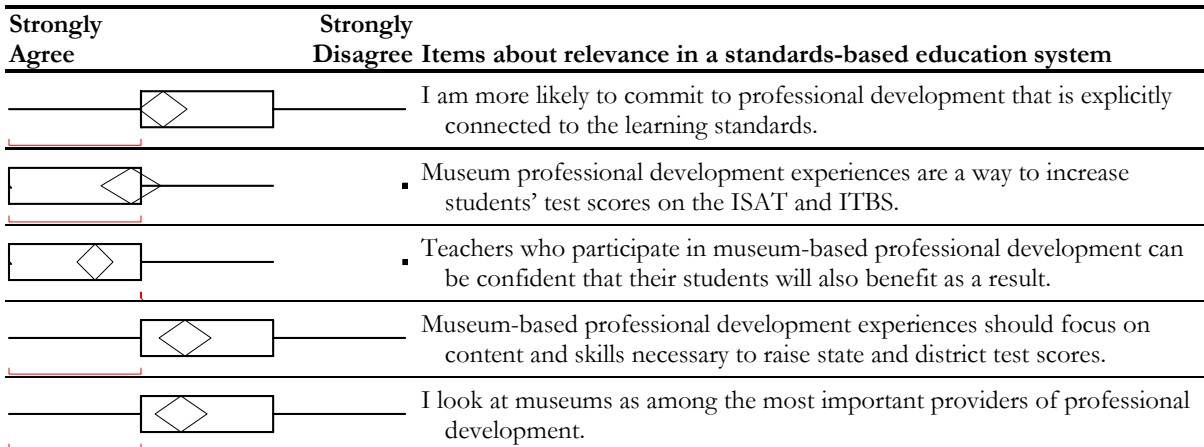 Strongly Agree
Strongly Disagree
Items about relevance in a standards-based education system
I am more likely to commit to professional development that is explicitly
connected to the learning standards.
Museum professional development experiences are a way to increase
students’ test scores on the ISAT and ITBS.
Teachers who participate in museum-based professional development can
be confident that their students will also benefit as a result.
Museum-based professional development experiences should focus on
content and skills necessary to raise state and district test scores.
I look at museums as among the most important providers of professional
development.